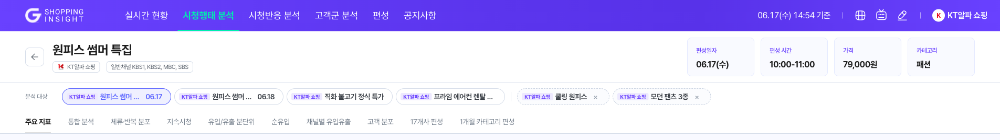 SHOPPING
INSIGHT
실시간 현황 시청행태 분석 시청반응 분석 고객군 분석 편성 공지사항
06.17(수) 14:54 기준
K KT알파 쇼핑
원피스 썸머 특집
KT알파 쇼핑 일반채널 KBS1, KBS2, MBC, SBS
편성일자
06.17(수)
편성 시간
10:00-11:00
가격
79,000원
카테고리
패션
분석 대상 KT알파 쇼핑 원피스 썸머 ... 06.17 KT알파 쇼핑 원피스 썸머 ... 06.18 KT알파 쇼핑 직화 불고기 정식 특가 KT알파 쇼핑 프라임 에어컨 렌탈 ... KT알파 쇼핑 쿨링 원피스 × KT알파 쇼핑 모던 팬츠 3종 ×
주요 지표 통합 분석 체류·반복 분포 지속시청 유입/유출 분단위 순유입 채널별 유입유출 고객 분포 17개사 편성 1개월 카테고리 편성